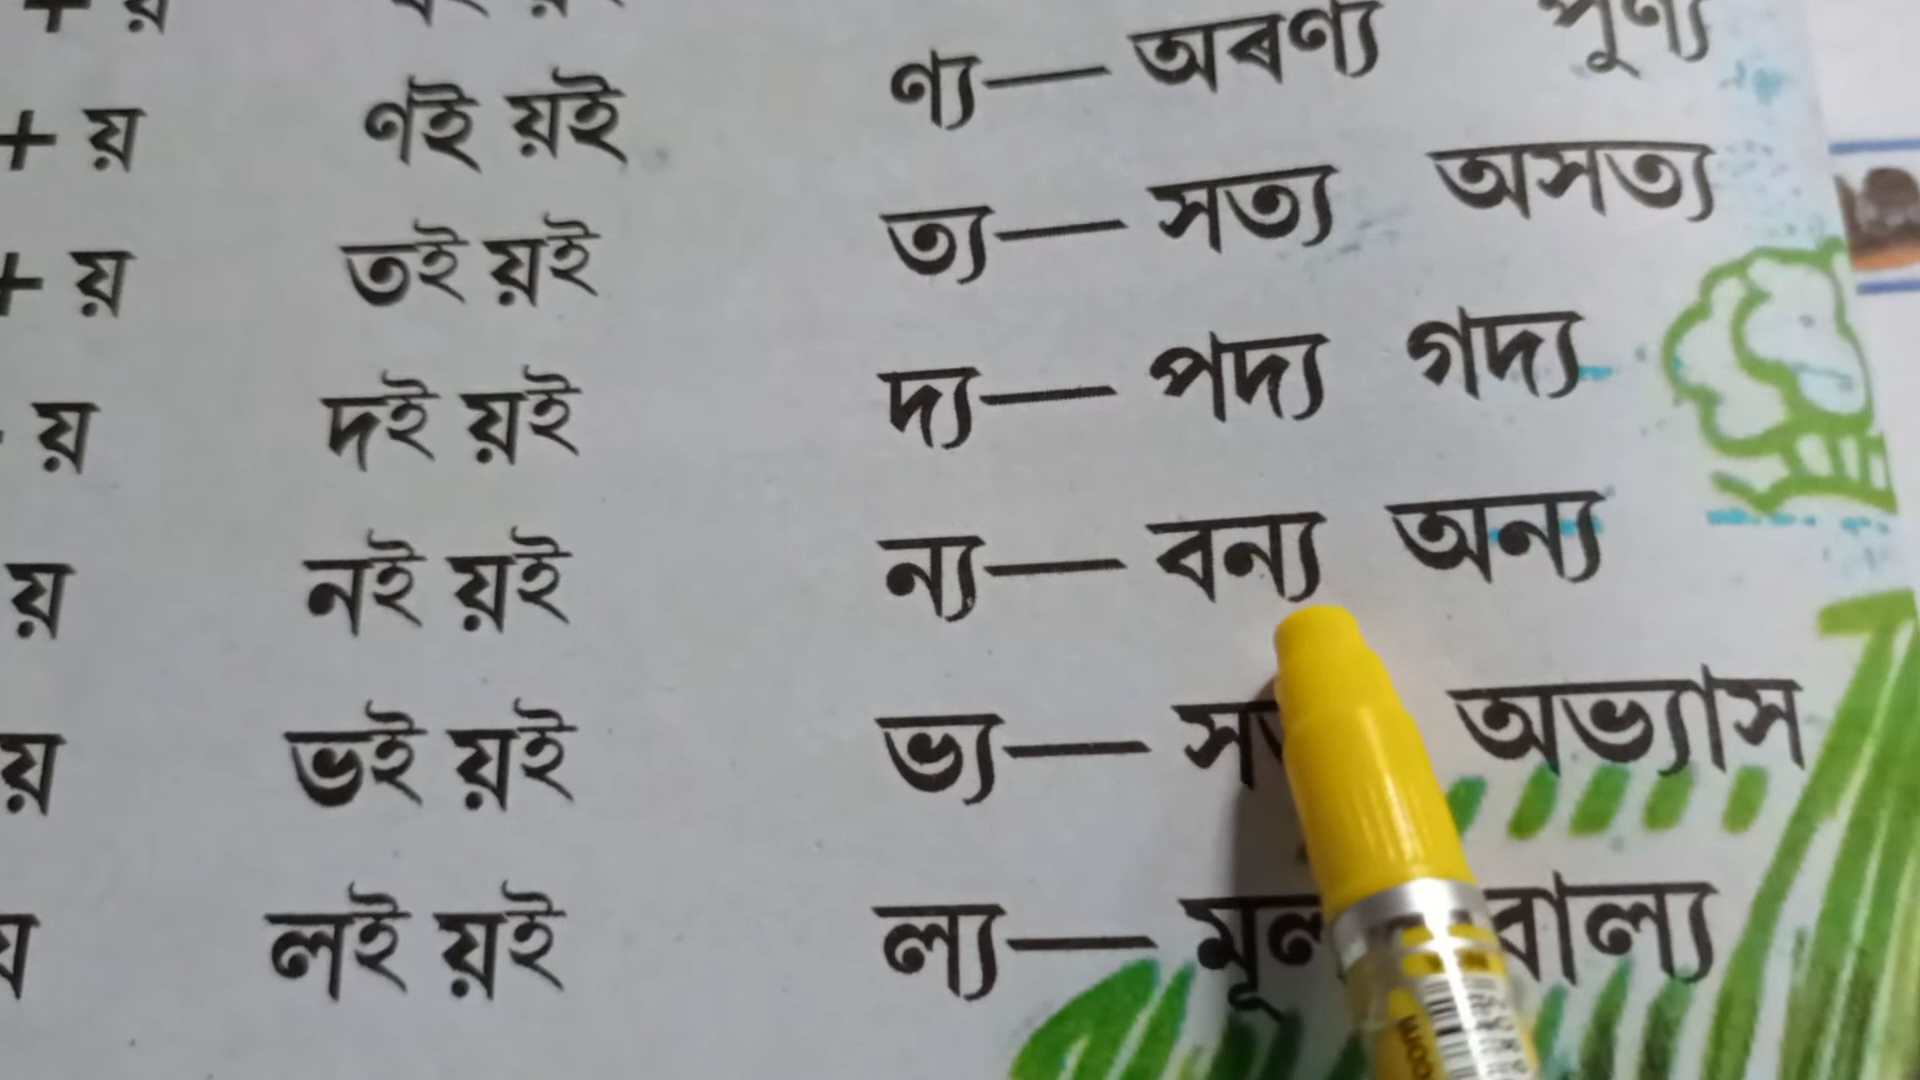 + য়
+ য় ণই য়ই ণ্য— অৰণ্য পুণ্য
+ য় তই য়ই ত্য— সত্য অসত্য
য় দই য়ই দ্য— পদ্য গদ্য
য় নই য়ই ন্য— বন্য অন্য
য় ভই য়ই ভ্য— অভ্যাস
লই য়ই ল্য— বাল্য